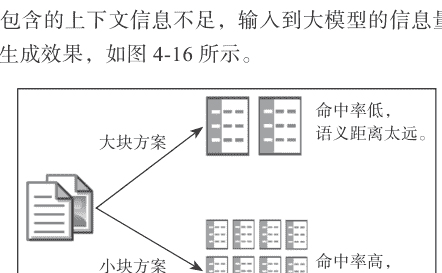 包含的上下文信息不足，输入到大模型的信息量
生成效果，如图 4-16 所示。
命中率低，
大块方案
语义距离太远。
小块方案
命中率高，